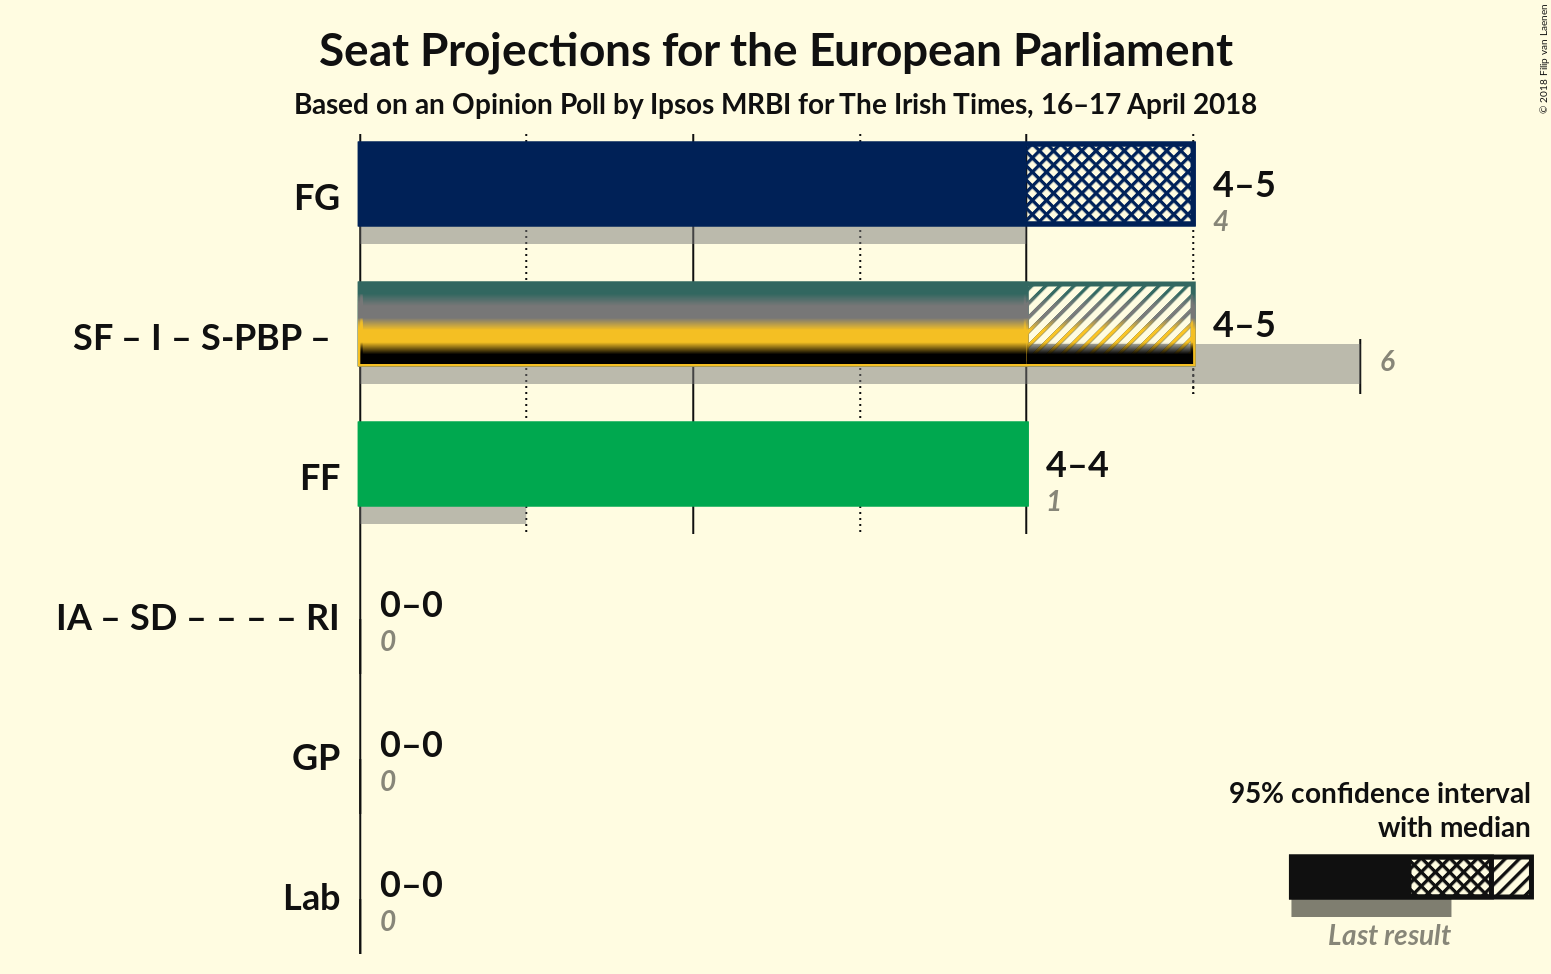 Seat Projections for the European Parliament
Based on an Opinion Poll by Ipsos MRBI for The Irish Times, 16–17 April 2018
© 2018 Filip van Laenen
FG
4–5
4
SF – I – S-PBP –
4–5
6
FF
4–4
1
IA – SD – – – – RI
0–0
0
GP
0–0
0
Lab
0–0
0
95% confidence interval
with median
Last result